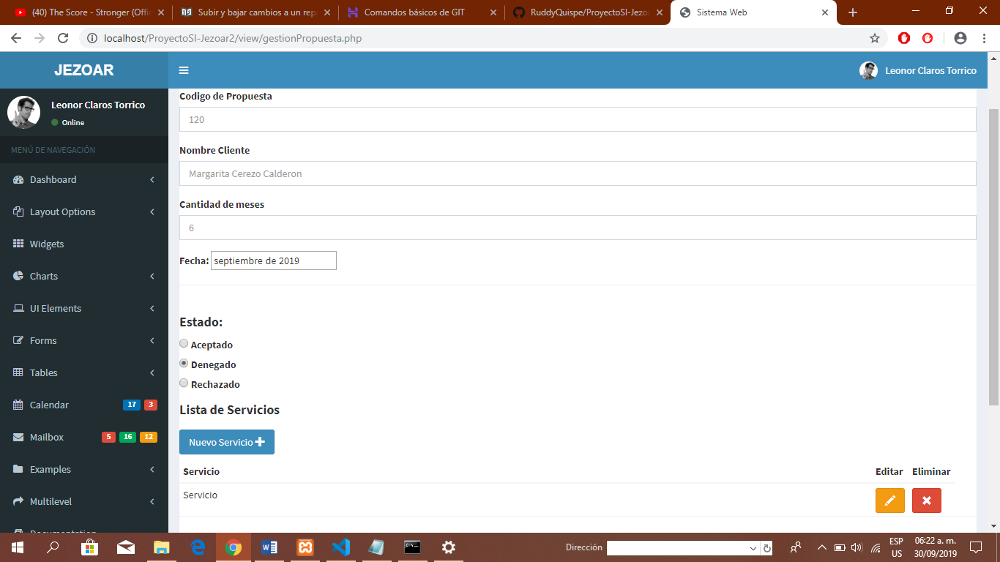 (40) The Score - Stronger (Offic
Subir y bajar cambios a un rep
Comandos básicos de GIT
RuddyQuispe/ProyectoSI-Jezoa
Sistema Web
localhost/ProyectoSI-Jezoar2/view/gestionPropuesta.php
JEZOAR
Leonor Claros Torrico
Leonor Claros Torrico
Online
MENÚ DE NAVEGACIÓN
Dashboard
Layout Options
Widgets
Charts
UI Elements
Forms
Tables
Calendar 17 3
Mailbox 5 16 12
Examples
Multilevel
Documentation
Codigo de Propuesta
120
Nombre Cliente
Margarita Cerezo Calderon
Cantidad de meses
6
Fecha: septiembre de 2019
Estado:
Aceptado
Denegado
Rechazado
Lista de Servicios
Nuevo Servicio
Servicio Editar Eliminar
Servicio
Dirección
ESP
US
06:22 a. m.
30/09/2019